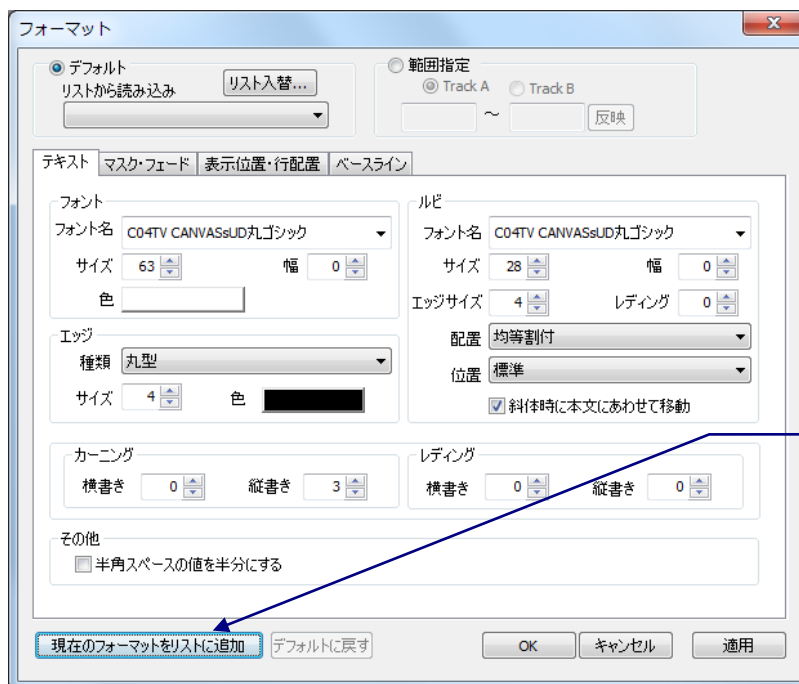 フォーマット
デフォルト
リストから読み込み リスト入替...
範囲指定
Track A Track B
～ 反映
テキスト マスク・フェード 表示位置・行配置 ベースライン
フォント
フォント名 C04TV CANVASsUD丸ゴシック
サイズ 63 幅 0
色
エッジ
種類 丸型
サイズ 4 色
ルビ
フォント名 C04TV CANVASsUD丸ゴシック
サイズ 28 幅 0
エッジサイズ 4 レディング 0
配置 均等割付
位置 標準
斜体時に本文にあわせて移動
カーニング
横書き 0 縦書き 3
レディング
横書き 0 縦書き 0
その他
半角スペースの値を半分にする
現在のフォーマットをリストに追加 デフォルトに戻す OK キャンセル 適用